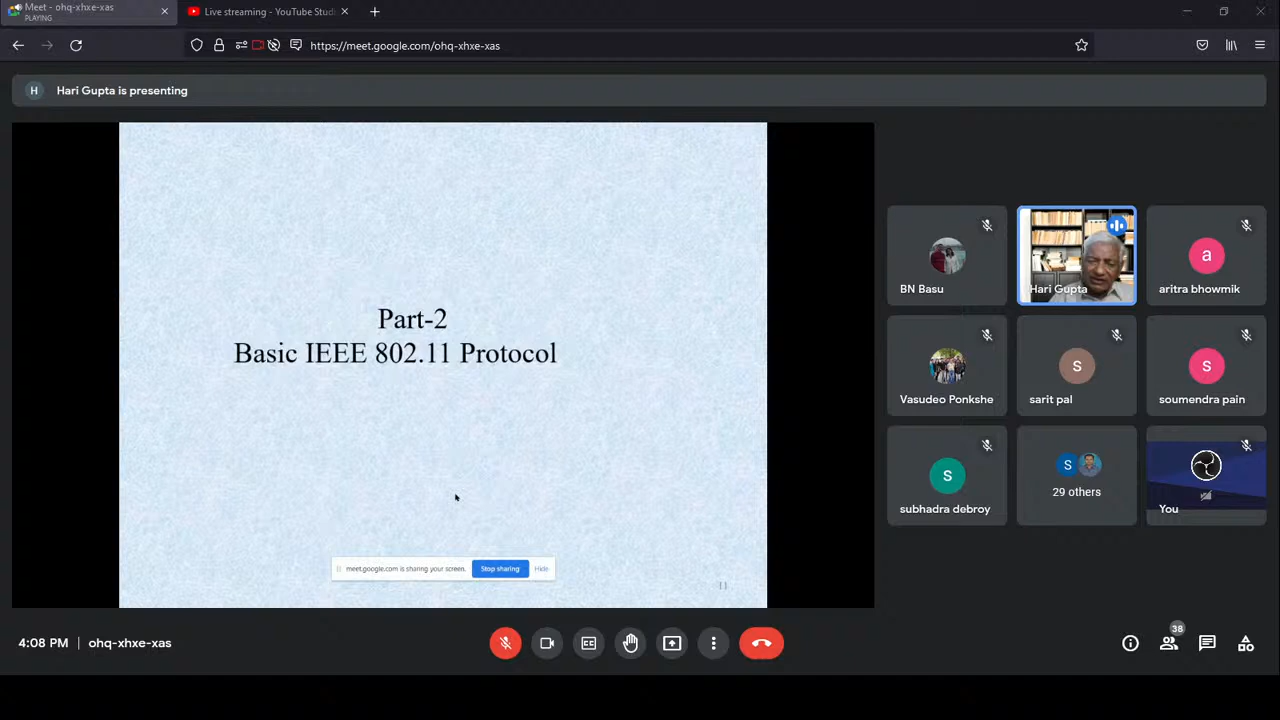 Meet - ohq-xhxe-xas
PLAYING
Live streaming - YouTube Stud
https://meet.google.com/ohq-xhxe-xas
H
Hari Gupta is presenting
Part-2
Basic IEEE 802.11 Protocol
meet.google.com is sharing your screen.
Stop sharing
Hide
BN Basu
Hari Gupta
a
aritra bhowmik
Vasudeo Ponkshe
s
sarit pal
s
soumendra pain
s
subhadra debroy
S
29 others
You
4:08 PM | ohq-xhxe-xas
CC
38